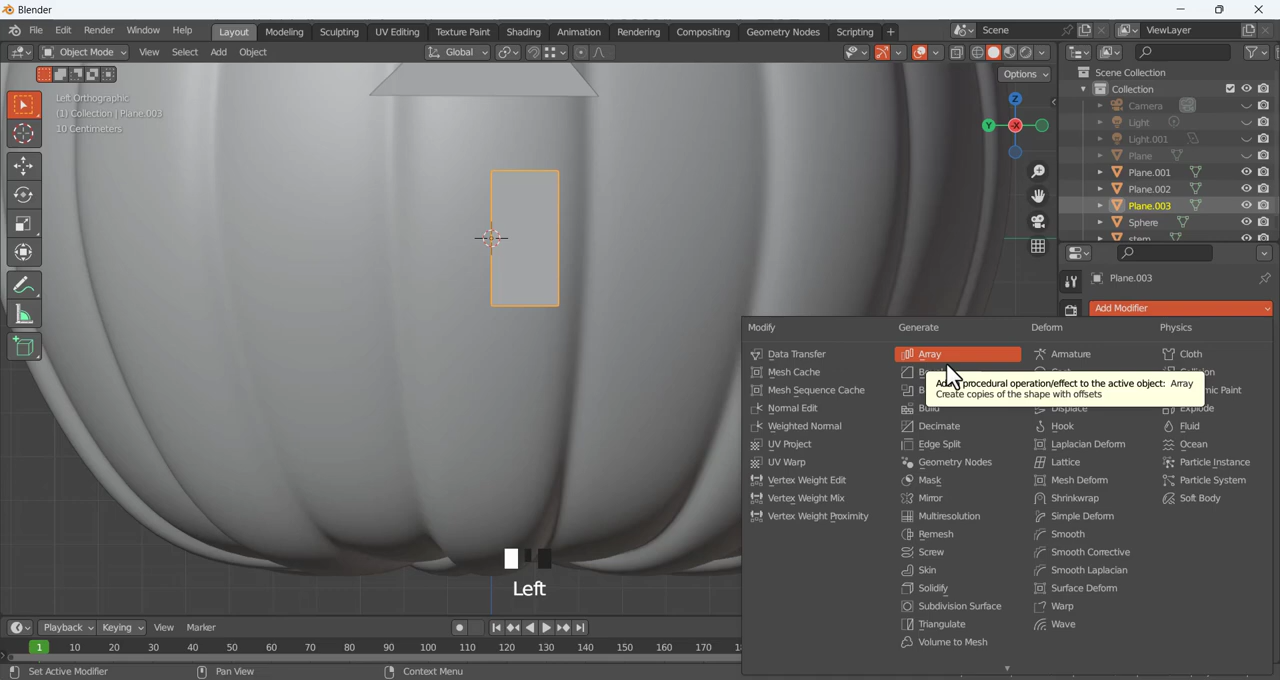 Blender
File Edit Render Window Help Layout Modeling Sculpting UV Editing Texture Paint Shading Animation Rendering Compositing Geometry Nodes Scripting + Scene ViewLayer
Object Mode View Select Add Object Global
Options
Left Orthographic
(1) Collection | Plane.003
10 Centimeters
Z
Y
-X
Scene Collection
Collection
Camera
Light
Light.001
Plane
Plane.001
Plane.002
Plane.003
Sphere
stem
Plane.003
Add Modifier
Modify Generate Deform Physics
Data Transfer Array Armature Cloth
Mesh Cache
Mesh Sequence Cache
Add procedural operation/effect to the active object: Array
Create copies of the shape with offsets
Normal Edit Build Displace Explode
Weighted Normal Decimate Hook Fluid
UV Project Edge Split Laplacian Deform Ocean
UV Warp Geometry Nodes Lattice Particle Instance
Vertex Weight Edit Mask Mesh Deform Particle System
Vertex Weight Mix Mirror Shrinkwrap Soft Body
Vertex Weight Proximity Multiresolution Simple Deform
Remesh Smooth
Screw Smooth Corrective
Skin Smooth Laplacian
Solidify Surface Deform
Subdivision Surface Warp
Triangulate Wave
Volume to Mesh
Left
Playback Keying View Marker
1 10 20 30 40 50 60 70 80 90 100 110 120 130 140 150 160 170
Set Active Modifier Pan View Context Menu